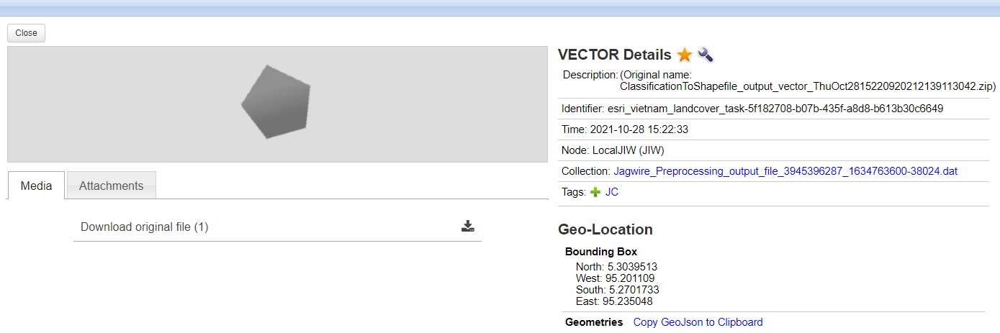 Close
VECTOR Details
Description: (Original name:
ClassificationToShapefile_output_vector_ThuOct2815220920212139113042.zip)
Identifier: esri_vietnam_landcover_task-5f182708-b07b-435f-a8d8-b613b30c6649
Time: 2021-10-28 15:22:33
Node: LocalJIW (JIW)
Collection: Jagwire_Preprocessing_output_file_3945396287_1634763600-38024.dat
Tags: JC
Media
Attachments
Download original file (1)
Geo-Location
Bounding Box
North: 5.3039513
West: 95.201109
South: 5.2701733
East: 95.235048
Geometries Copy GeoJson to Clipboard